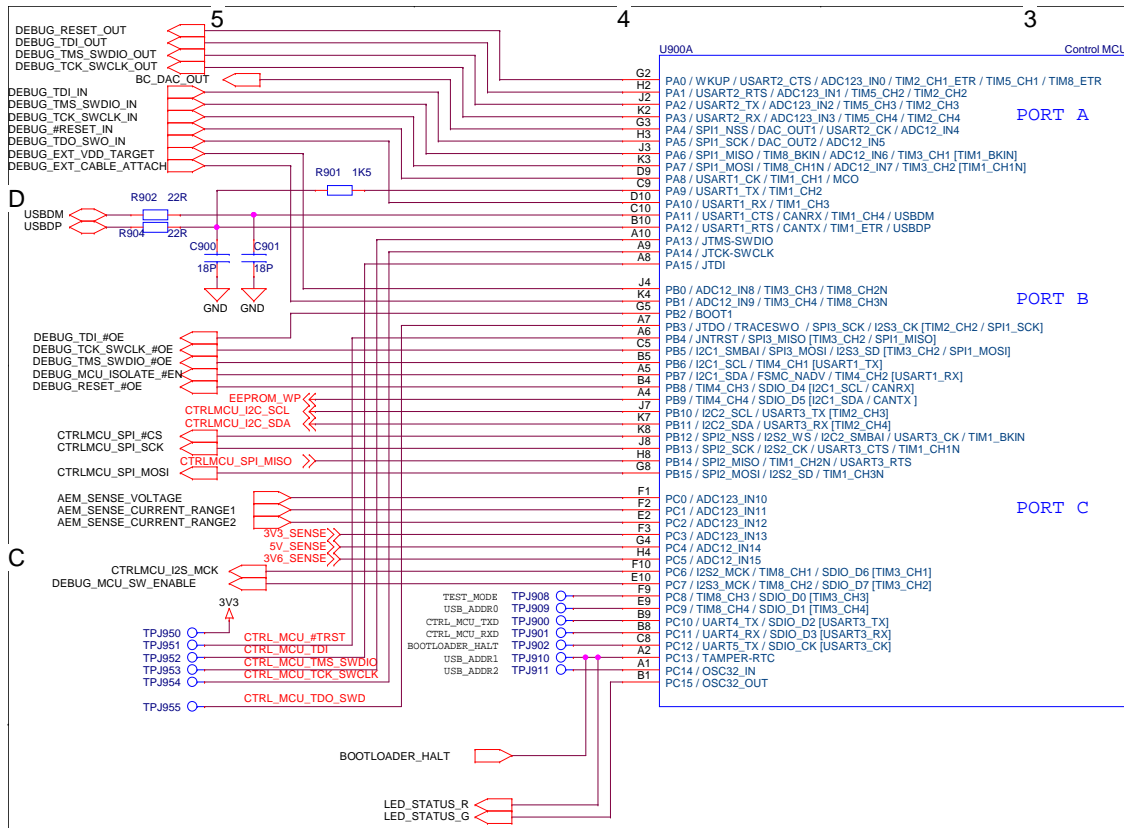 5 4 3
DEBUG_RESET_OUT
DEBUG_TDI_OUT
DEBUG_TMS_SWDIO_OUT
DEBUG_TCK_SWCLK_OUT
BC_DAC_OUT
DEBUG_TDI_IN
DEBUG_TMS_SWDIO_IN
DEBUG_TCK_SWCLK_IN
DEBUG_#RESET_IN
DEBUG_TDO_SWO_IN
DEBUG_EXT_VDD_TARGET
DEBUG_EXT_CABLE_ATTACH
R901 1K5
D
R902 22R
USBDM
USBDP
R904 22R
C900 C901
18P 18P
GND GND
DEBUG_TDI_#OE
DEBUG_TCK_SWCLK_#OE
DEBUG_TMS_SWDIO_#OE
DEBUG_MCU_ISOLATE_#EN
DEBUG_RESET_#OE
EEPROM_WP
CTRLMCU_I2C_SCL
CTRLMCU_I2C_SDA
CTRLMCU_SPI_#CS
CTRLMCU_SPI_SCK
CTRLMCU_SPI_MISO
CTRLMCU_SPI_MOSI
AEM_SENSE_VOLTAGE
AEM_SENSE_CURRENT_RANGE1
AEM_SENSE_CURRENT_RANGE2
3V3_SENSE
5V_SENSE
3V6_SENSE
C
CTRLMCU_I2S_MCK
DEBUG_MCU_SW_ENABLE
3V3
TPJ950
TPJ951 CTRL_MCU_#TRST
TPJ952 CTRL_MCU_TDI
TPJ953 CTRL_MCU_TMS_SWDIO
TPJ954 CTRL_MCU_TCK_SWCLK
TPJ955 CTRL_MCU_TDO_SWD
TEST_MODE TPJ908
USB_ADDR0 TPJ909
CTRL_MCU_TXD TPJ900
CTRL_MCU_RXD TPJ901
BOOTLOADER_HALT TPJ902
USB_ADDR1 TPJ910
USB_ADDR2 TPJ911
BOOTLOADER_HALT
LED_STATUS_R
LED_STATUS_G
U900A Control MCU
PORT A
G2 PA0 / WKUP / USART2_CTS / ADC123_IN0 / TIM2_CH1_ETR / TIM5_CH1 / TIM8_ETR
H2 PA1 / USART2_RTS / ADC123_IN1 / TIM5_CH2 / TIM2_CH2
J2 PA2 / USART2_TX / ADC123_IN2 / TIM5_CH3 / TIM2_CH3
K2 PA3 / USART2_RX / ADC123_IN3 / TIM5_CH4 / TIM2_CH4
G3 PA4 / SPI1_NSS / DAC_OUT1 / USART2_CK / ADC12_IN4
H3 PA5 / SPI1_SCK / DAC_OUT2 / ADC12_IN5
J3 PA6 / SPI1_MISO / TIM8_BKIN / ADC12_IN6 / TIM3_CH1 [TIM1_BKIN]
K3 PA7 / SPI1_MOSI / TIM8_CH1N / ADC12_IN7 / TIM3_CH2 [TIM1_CH1N]
D9 PA8 / USART1_CK / TIM1_CH1 / MCO
C9 PA9 / USART1_TX / TIM1_CH2
D10 PA10 / USART1_RX / TIM1_CH3
C10 PA11 / USART1_CTS / CANRX / TIM1_CH4 / USBDM
B10 PA12 / USART1_RTS / CANTX / TIM1_ETR / USBDP
A10 PA13 / JTMS-SWDIO
A9 PA14 / JTCK-SWCLK
A8 PA15 / JTDI
PORT B
J4 PB0 / ADC12_IN8 / TIM3_CH3 / TIM8_CH2N
K4 PB1 / ADC12_IN9 / TIM3_CH4 / TIM8_CH3N
G5 PB2 / BOOT1
A7 PB3 / JTDO / TRACESWO / SPI3_SCK / I2S3_CK [TIM2_CH2 / SPI1_SCK]
A6 PB4 / JNTRST / SPI3_MISO [TIM3_CH2 / SPI1_MISO]
C5 PB5 / I2C1_SMBAI / SPI3_MOSI / I2S3_SD [TIM3_CH2 / SPI1_MOSI]
B5 PB6 / I2C1_SCL / TIM4_CH1 [USART1_TX]
A5 PB7 / I2C1_SDA / FSMC_NADV / TIM4_CH2 [USART1_RX]
B4 PB8 / TIM4_CH3 / SDIO_D4 [I2C1_SCL / CANRX]
A4 PB9 / TIM4_CH4 / SDIO_D5 [I2C1_SDA / CANTX ]
J7 PB10 / I2C2_SCL / USART3_TX [TIM2_CH3]
K7 PB11 / I2C2_SDA / USART3_RX [TIM2_CH4]
K8 PB12 / SPI2_NSS / I2S2_WS / I2C2_SMBAI / USART3_CK / TIM1_BKIN
J8 PB13 / SPI2_SCK / I2S2_CK / USART3_CTS / TIM1_CH1N
H8 PB14 / SPI2_MISO / TIM1_CH2N / USART3_RTS
G8 PB15 / SPI2_MOSI / I2S2_SD / TIM1_CH3N
PORT C
F1 PC0 / ADC123_IN10
F2 PC1 / ADC123_IN11
E2 PC2 / ADC123_IN12
F3 PC3 / ADC123_IN13
G4 PC4 / ADC12_IN14
H4 PC5 / ADC12_IN15
F10 PC6 / I2S2_MCK / TIM8_CH1 / SDIO_D6 [TIM3_CH1]
E10 PC7 / I2S3_MCK / TIM8_CH2 / SDIO_D7 [TIM3_CH2]
F9 PC8 / TIM8_CH3 / SDIO_D0 [TIM3_CH3]
E9 PC9 / TIM8_CH4 / SDIO_D1 [TIM3_CH4]
B9 PC10 / UART4_TX / SDIO_D2 [USART3_TX]
B8 PC11 / UART4_RX / SDIO_D3 [USART3_RX]
C8 PC12 / UART5_TX / SDIO_CK [USART3_CK]
A2 PC13 / TAMPER-RTC
A1 PC14 / OSC32_IN
B1 PC15 / OSC32_OUT